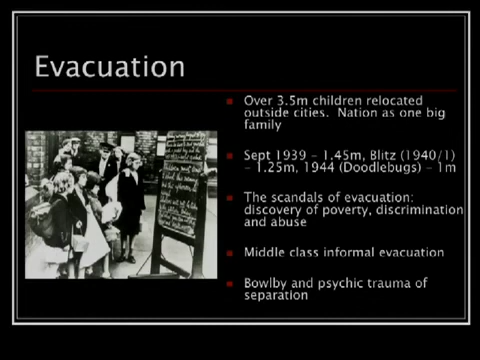 Evacuation
Over 3.5m children relocated
outside cities. Nation as one big
family
Sept 1939 – 1.45m, Blitz (1940/1)
– 1.25m, 1944 (Doodlebugs) – 1m
The scandals of evacuation:
discovery of poverty, discrimination
and abuse
Middle class informal evacuation
Bowlby and psychic trauma of
separation